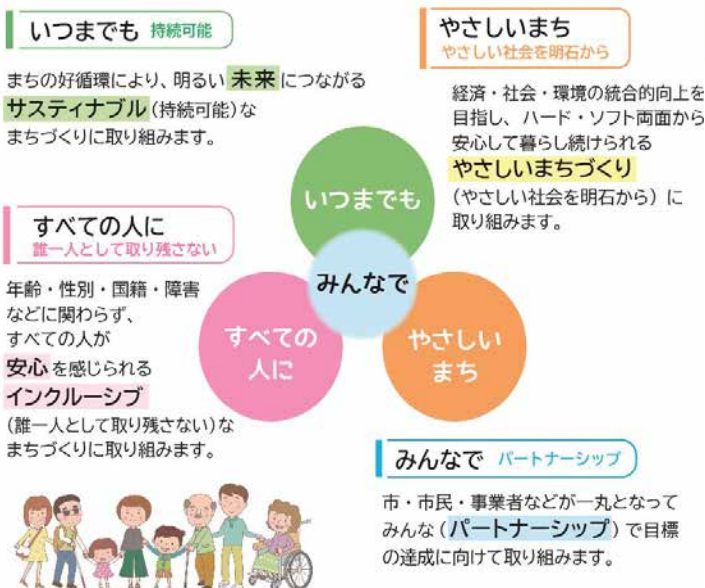 いつまでも 持続可能
まちの好循環により、明るい未来につながる
サスティナブル(持続可能)な
まちづくりに取り組みます。
やさしいまち
やさしい社会を明石から
経済・社会・環境の統合的向上を
目指し、ハード・ソフト両面から
安心して暮らし続けられる
やさしいまちづくり
(やさしい社会を明石から)に
取り組みます。
すべての人に
誰一人として取り残さない
年齢・性別・国籍・障害
などに関わらず、
すべての人が
安心を感じられる
インクルーシブ
(誰一人として取り残さない)な
まちづくりに取り組みます。
いつまでも
みんなで
すべての
人に
やさしい
まち
みんなで パートナーシップ
市・市民・事業者などが一丸となって
みんな(パートナーシップ)で目標
の達成に向けて取り組みます。